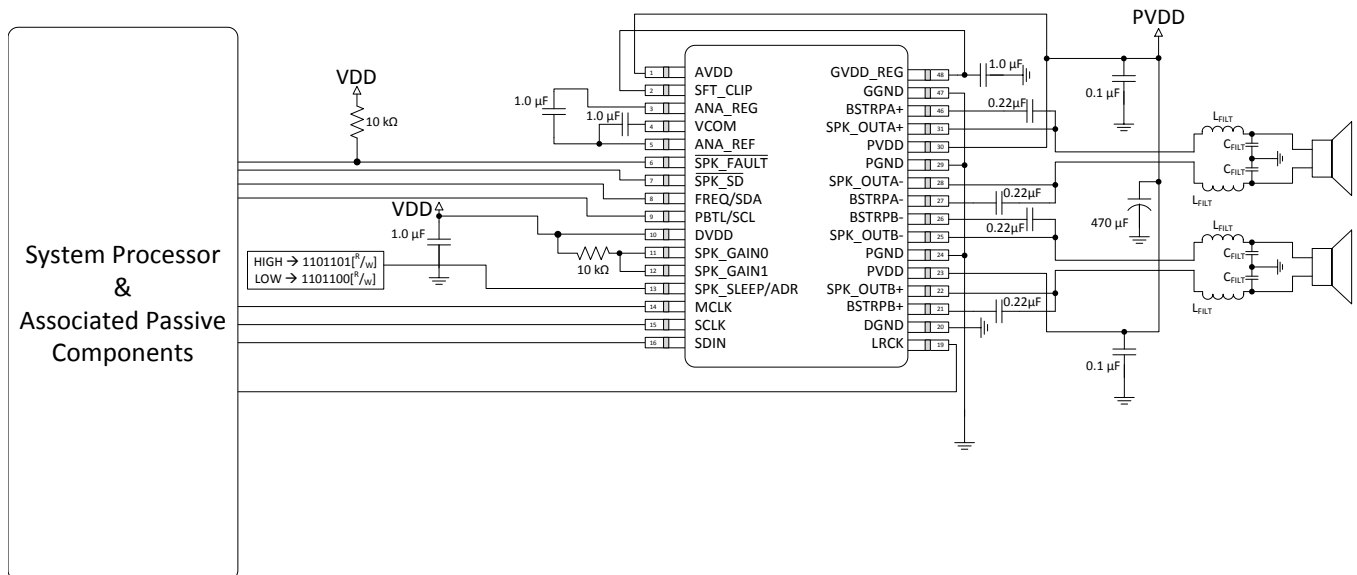 System Processor
&
Associated Passive
Components
VDD
10 kΩ
VDD
1.0 µF
HIGH → 1101101[R/W]
LOW → 1101100[R/W]
1.0 µF
1.0 µF
10 kΩ
1 AVDD
2 SFT_CLIP
3 ANA_REG
4 VCOM
5 ANA_REF
6 SPK_FAULT
7 SPK_SD
8 FREQ/SDA
9 PBTL/SCL
10 DVDD
11 SPK_GAIN0
12 SPK_GAIN1
13 SPK_SLEEP/ADR
14 MCLK
15 SCLK
16 SDIN
GVDD_REG 48
GGND 47
BSTRPA+ 46
SPK_OUTA+ 31
PVDD 30
PGND 29
SPK_OUTA- 28
BSTRPA- 27
BSTRPB- 26
SPK_OUTB- 25
PGND 24
PVDD 23
SPK_OUTB+ 22
BSTRPB+ 21
DGND 20
LRCK 19
1.0 µF
0.22µF
0.22µF
0.22µF
0.22µF
PVDD
0.1 µF
470 µF
0.1 µF
LFILT
CFILT
CFILT
LFILT
LFILT
CFILT
CFILT
LFILT